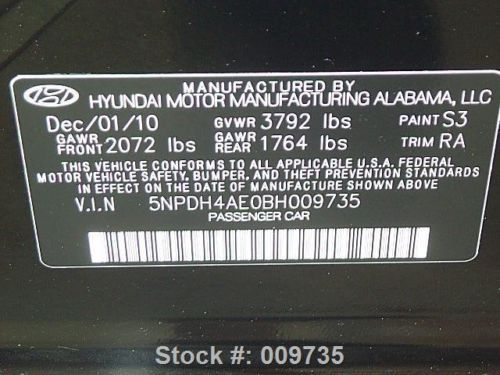 MANUFACTURED BY
HYUNDAI MOTOR MANUFACTURING ALABAMA, LLC
Dec/01/10 GVWR 3792 lbs PAINT S3
GAWR FRONT 2072 lbs GAWR REAR 1764 lbs TRIM RA
THIS VEHICLE CONFORMS TO ALL APPLICABLE U.S.A. FEDERAL
MOTOR VEHICLE SAFETY, BUMPER, AND THEFT PREVENTION STANDARDS
IN EFFECT ON THE DATE OF MANUFACTURE SHOWN ABOVE.
V.I.N 5NPDH4AE0BH009735
PASSENGER CAR
Stock #: 009735